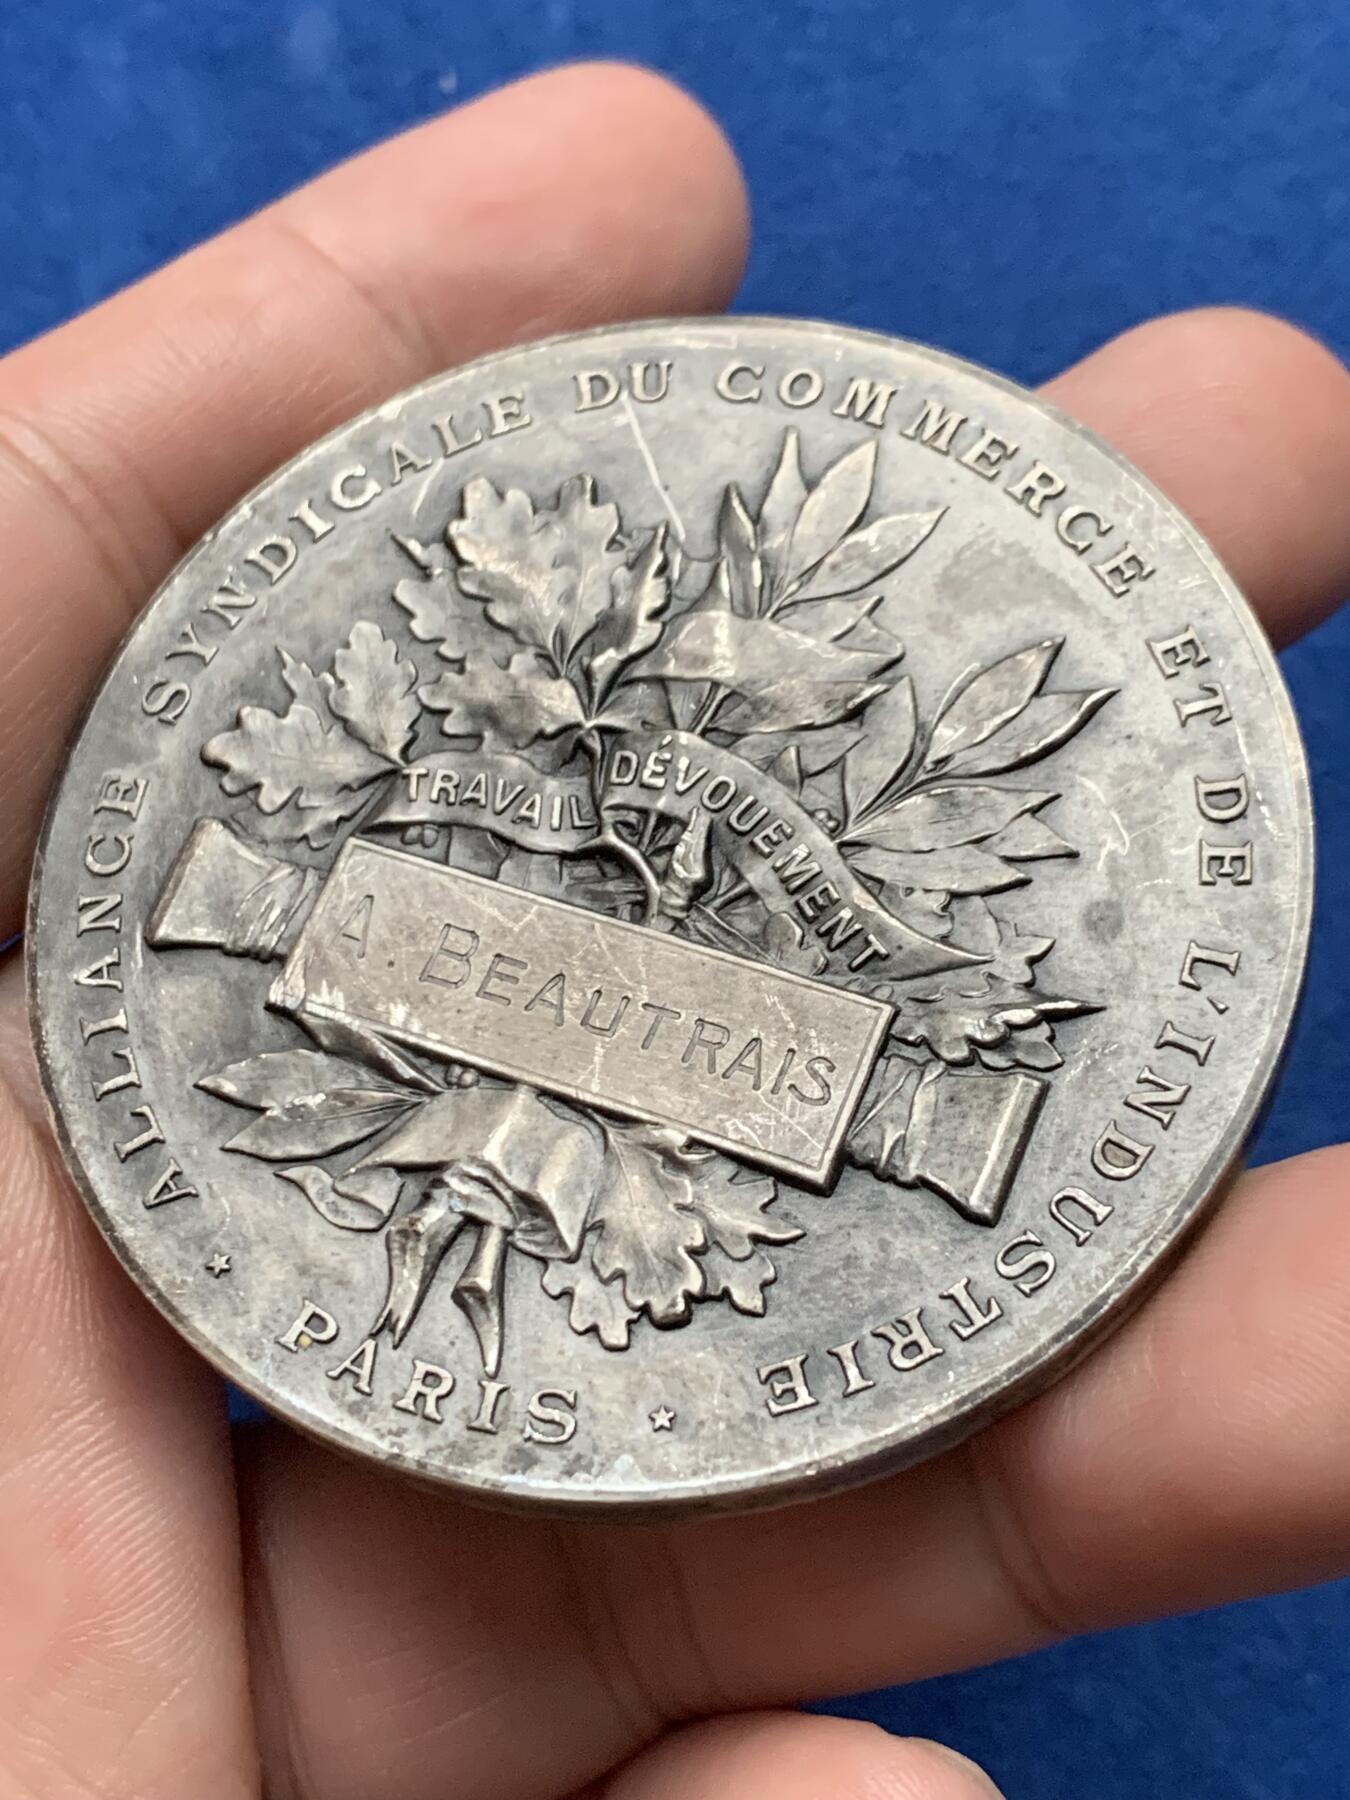 ALLIANCE SYNDICALE DU COMMERCE ET DE L'INDUSTRIE
TRAVAIL DÉVOUEMENT
A. BEAUTRAIS
PARIS